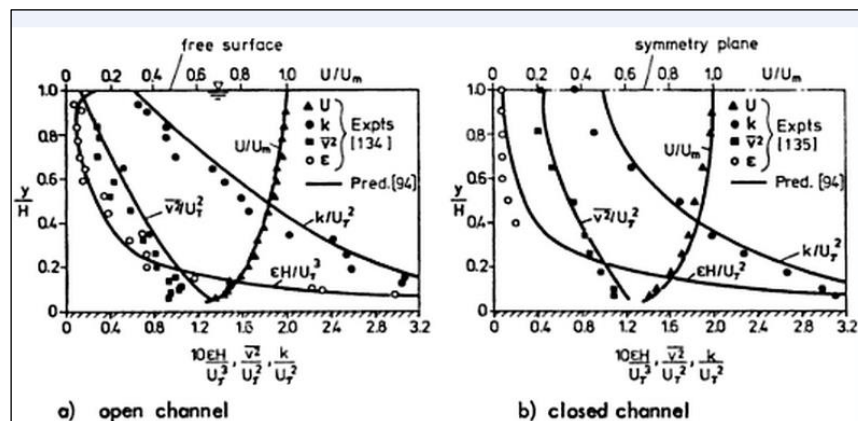 free surface
0 0.2 0.4 0.6 0.8 1.0 U/Um
1.0
0.8
0.6
0.4
0.2
0
y/H
▲ U
● k
■ v̄²
○ ε
Expts
[134]
— Pred.[94]
U/Um
v̄²/Uτ²
k/Uτ²
εH/Uτ³
0 0.4 0.8 1.2 1.6 2.0 2.4 2.8 3.2
10εH/Uτ³, v̄²/Uτ², k/Uτ²
a) open channel
symmetry plane
0 0.2 0.4 0.6 0.8 1.0 U/Um
1.0
0.8
0.6
0.4
0.2
0
y/H
▲ U
● k
■ v̄²
○ ε
Expts
[135]
— Pred.[94]
U/Um
v̄²/Uτ²
k/Uτ²
εH/Uτ²
0 0.4 0.8 1.2 1.6 2.0 2.4 2.8 3.2
10εH/Uτ³, v̄²/Uτ², k/Uτ²
b) closed channel